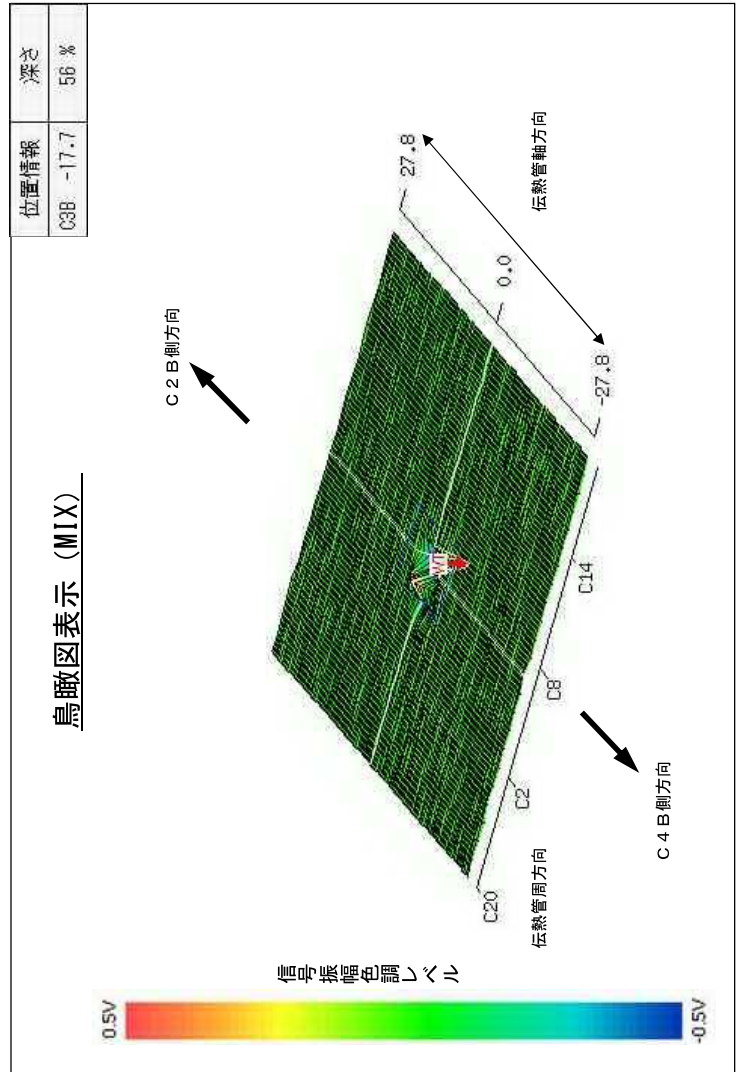 鳥瞰図表示 (MIX)
位置情報 深さ
C3B -17.7 56 %
C2B側方向
27.8
0.0
-27.8
伝熱管軸方向
C14
C8
C2
C20
伝熱管周方向
C4B側方向
信号振幅色調レベル
0.5V
-0.5V